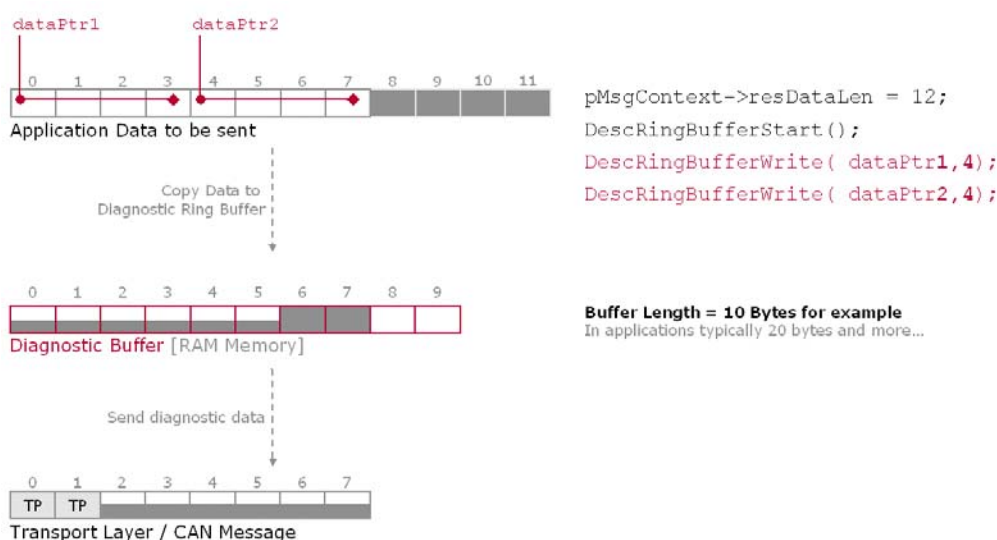 dataPtr1 dataPtr2
0 1 2 3 4 5 6 7 8 9 10 11
Application Data to be sent
pMsgContext->resDataLen = 12;
DescRingBufferStart();
DescRingBufferWrite( dataPtr1,4);
DescRingBufferWrite( dataPtr2,4);
Copy Data to
Diagnostic Ring Buffer
0 1 2 3 4 5 6 7 8 9
Diagnostic Buffer [RAM Memory]
Buffer Length = 10 Bytes for example
In applications typically 20 bytes and more...
Send diagnostic data
0 1 2 3 4 5 6 7
TP TP
Transport Layer / CAN Message